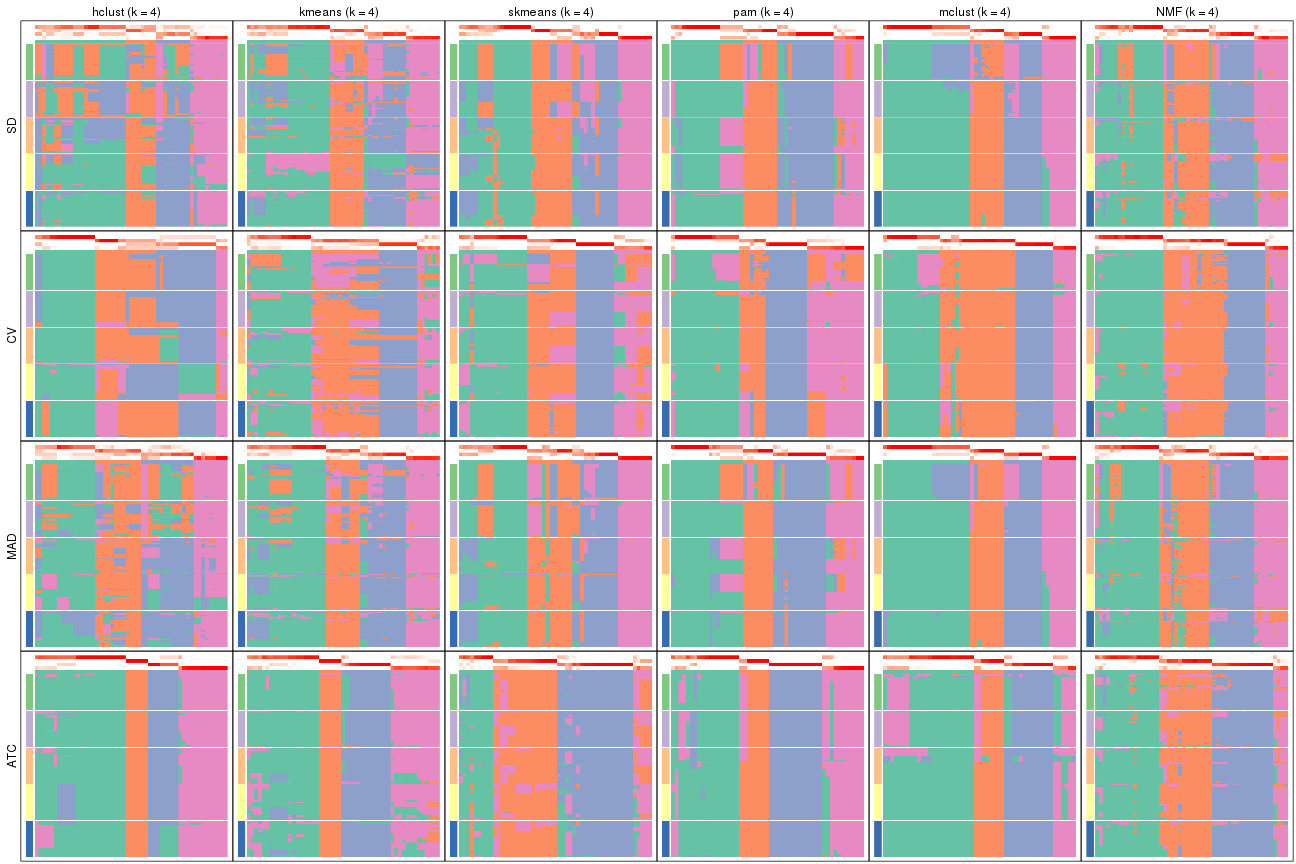 hclust (k = 4) kmeans (k = 4) skmeans (k = 4) pam (k = 4) mclust (k = 4) NMF (k = 4)
SD
CV
MAD
ATC